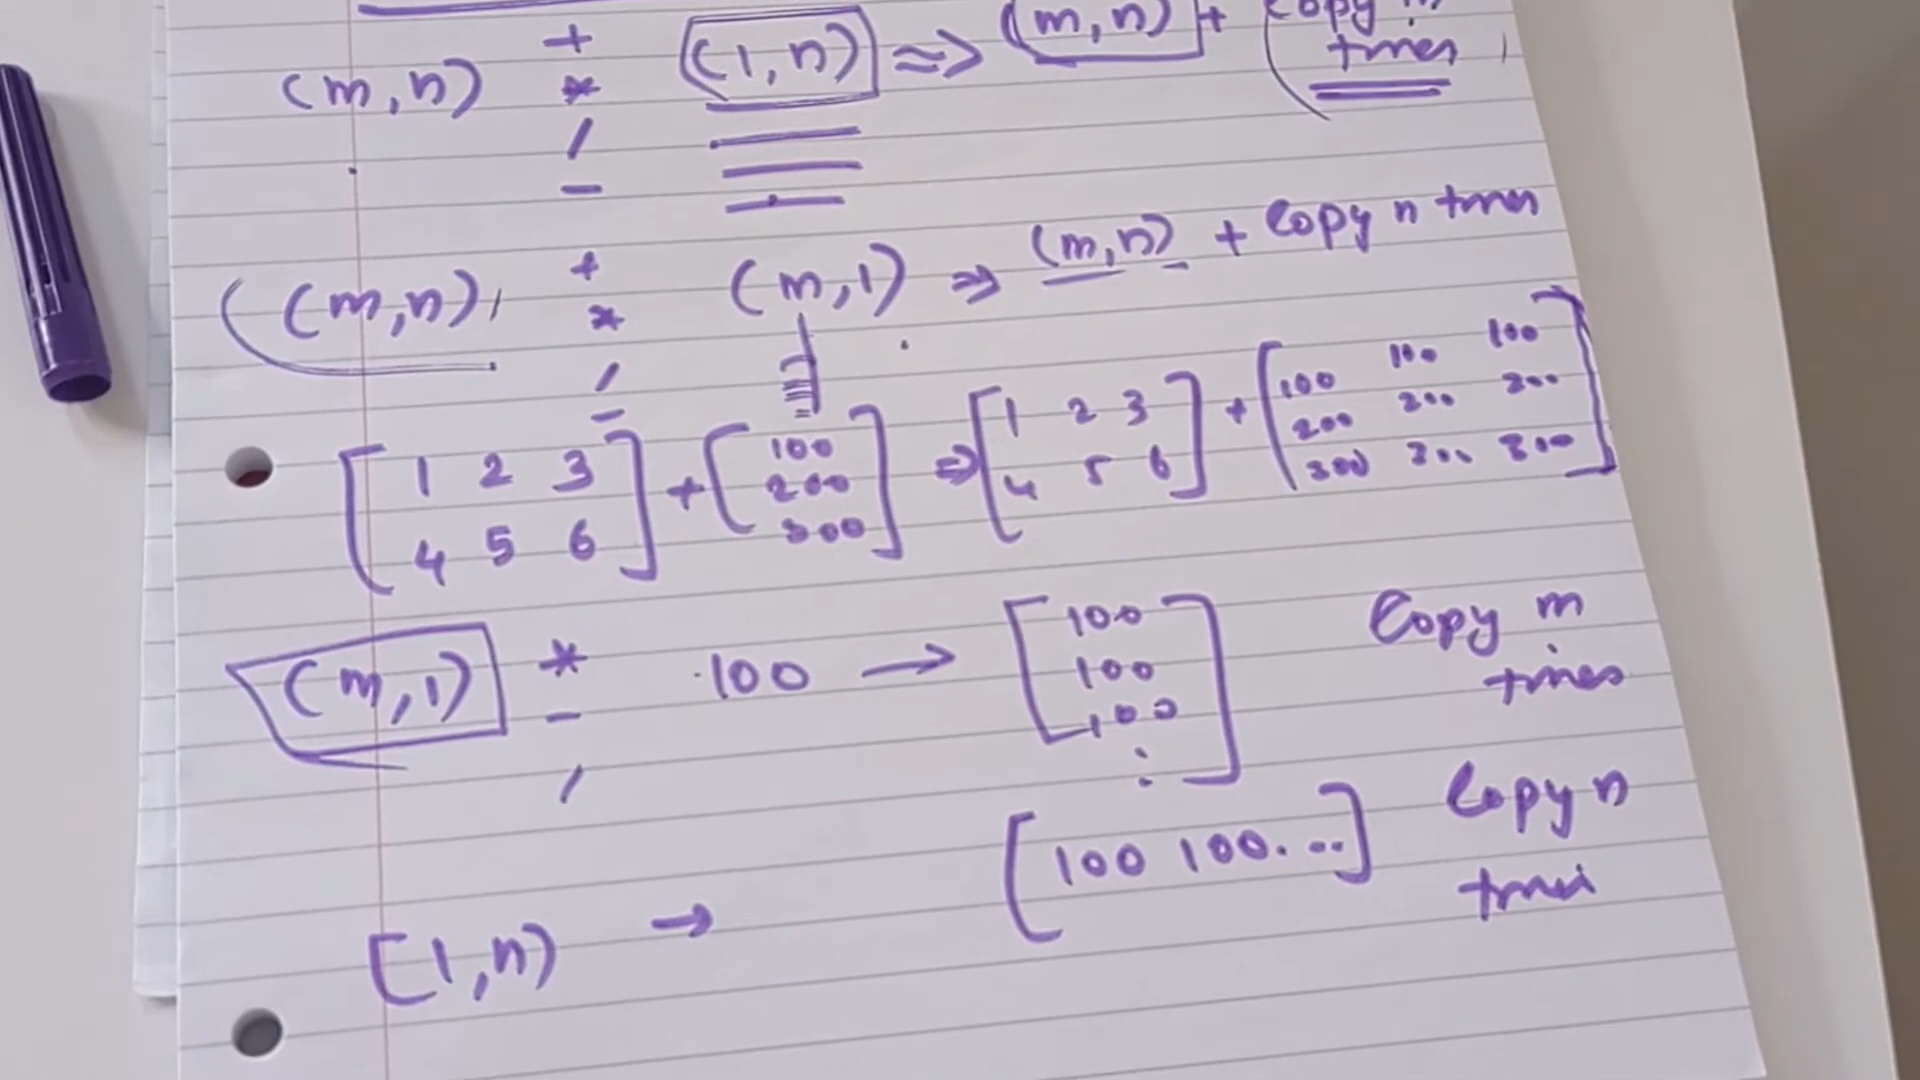 (m,n) + * / - (1,n) => (m,n) + Copy m times
(m,n) + * / - (m,1) => (m,n) + Copy n times
[1 2 3 + [100 => [1 2 3 + [100 100 100
4 5 6] 200 4 5 6] 200 200 200
300] 300 300 300]
(m,1) * - / 100 → [100 100 100 :] Copy m times
[1,n) → [100 100. ..] Copy n times